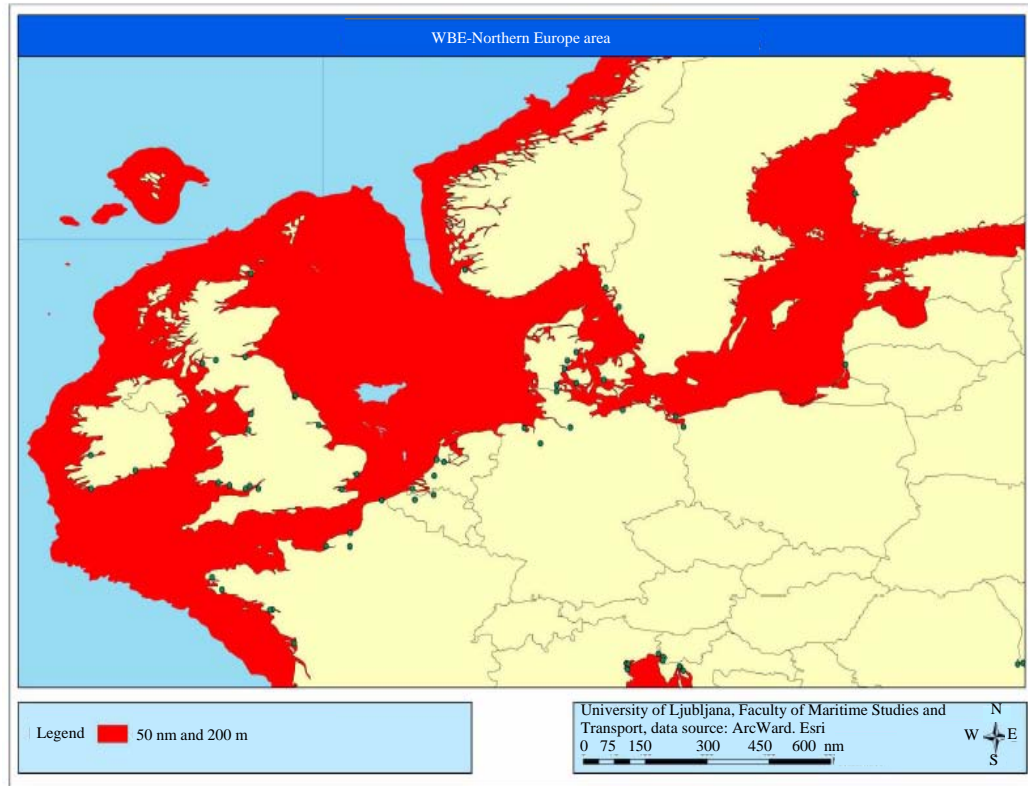 WBE-Northern Europe area
Legend
50 nm and 200 m
University of Ljubljana, Faculty of Maritime Studies and
Transport, data source: ArcWard. Esri
0 75 150 300 450 600 nm
N
W E
S